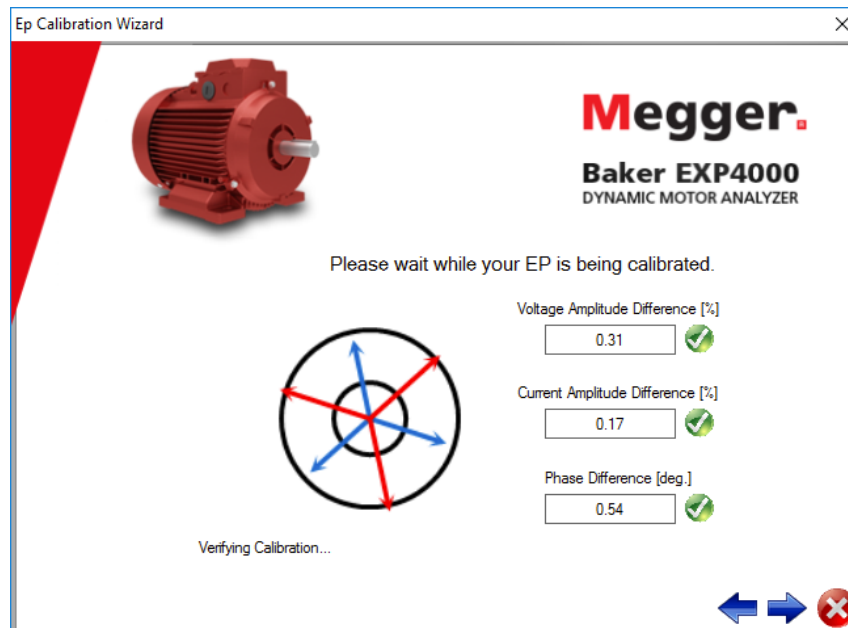 Ep Calibration Wizard
Megger.
Baker EXP4000
DYNAMIC MOTOR ANALYZER
Please wait while your EP is being calibrated.
Voltage Amplitude Difference [%]
0.31
Current Amplitude Difference [%]
0.17
Phase Difference [deg.]
0.54
Verifying Calibration...